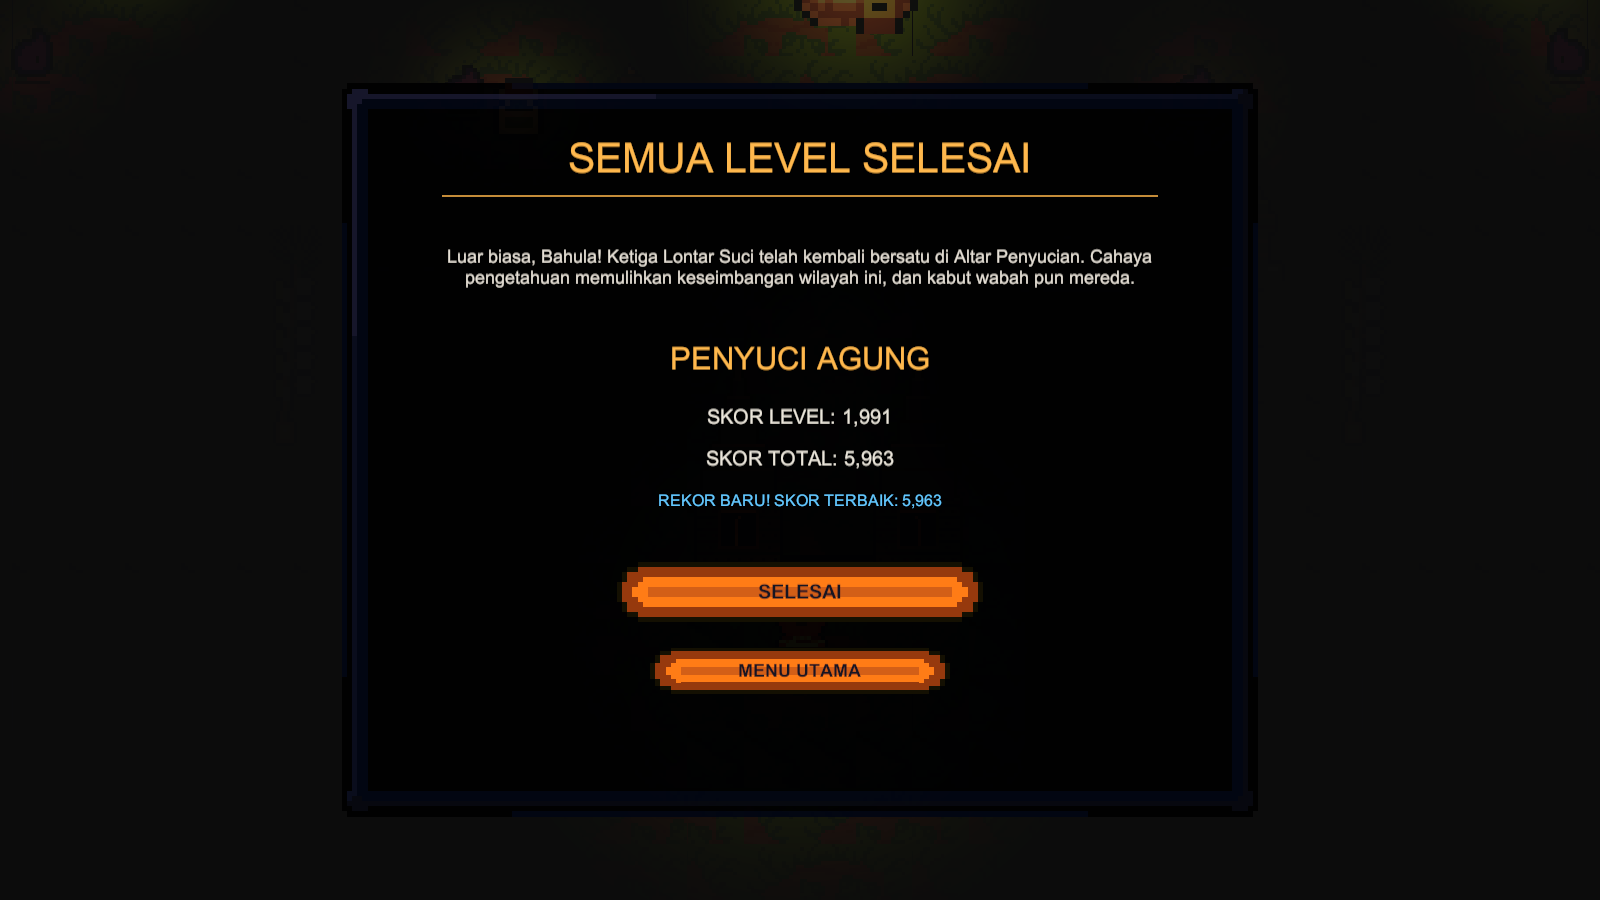 SEMUA LEVEL SELESAI
Luar biasa, Bahula! Ketiga Lontar Suci telah kembali bersatu di Altar Penyucian. Cahaya
pengetahuan memulihkan keseimbangan wilayah ini, dan kabut wabah pun mereda.
PENYUCI AGUNG
SKOR LEVEL: 1,991
SKOR TOTAL: 5,963
REKOR BARU! SKOR TERBAIK: 5,963
SELESAI
MENU UTAMA